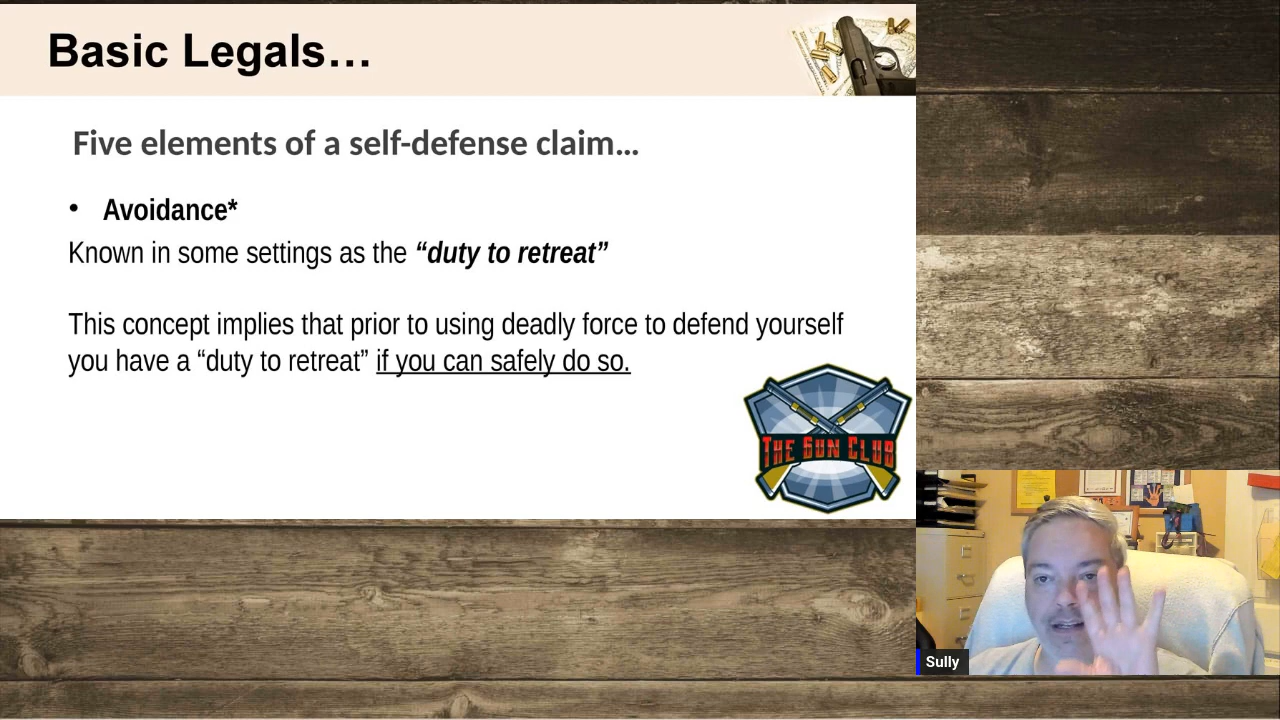 Basic Legals...
Five elements of a self-defense claim...
• Avoidance*
Known in some settings as the “duty to retreat”
This concept implies that prior to using deadly force to defend yourself
you have a “duty to retreat” if you can safely do so.
THE GUN CLUB
Sully